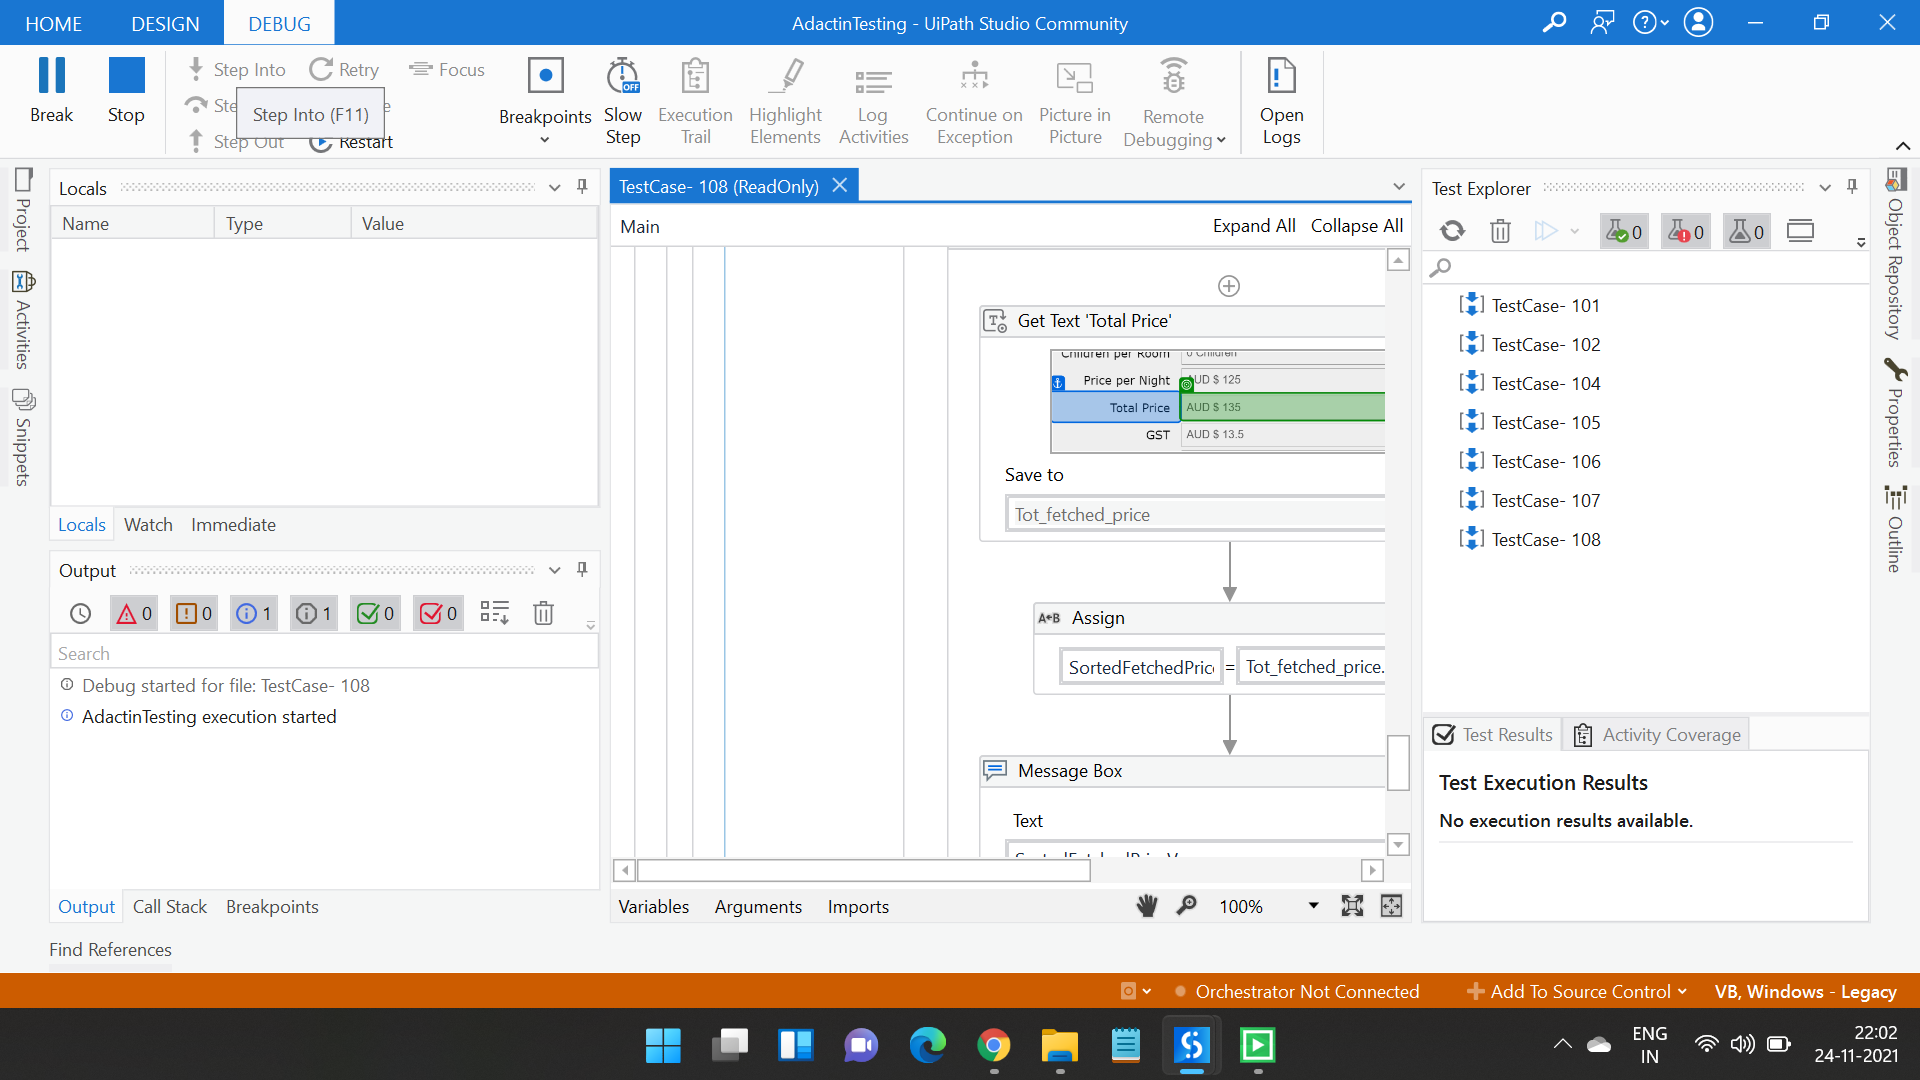 HOME DESIGN DEBUG AdactinTesting - UiPath Studio Community
Break Stop Step Into Retry Focus
Step Into (F11)
Step Out Restart
Breakpoints Slow Step Execution Trail Highlight Elements Log Activities Continue on Exception Picture in Picture Remote Debugging Open Logs
Project
Activities
Snippets
Locals
Name Type Value
Locals Watch Immediate
Output
0 0 1 1 0 0
Search
Debug started for file: TestCase- 108
AdactinTesting execution started
Output Call Stack Breakpoints
Find References
TestCase- 108 (ReadOnly)
Main Expand All Collapse All
Get Text 'Total Price'
Children per Room 0 Children
Price per Night AUD $ 125
Total Price AUD $ 135
GST AUD $ 13.5
Save to
Tot_fetched_price
A B Assign
SortedFetchedPric = Tot_fetched_price.
Message Box
Text
Variables Arguments Imports 100%
Test Explorer
0 0 0
TestCase- 101
TestCase- 102
TestCase- 104
TestCase- 105
TestCase- 106
TestCase- 107
TestCase- 108
Test Results Activity Coverage
Test Execution Results
No execution results available.
Object Repository
Properties
Outline
Orchestrator Not Connected Add To Source Control VB, Windows - Legacy
ENG
IN
22:02
24-11-2021